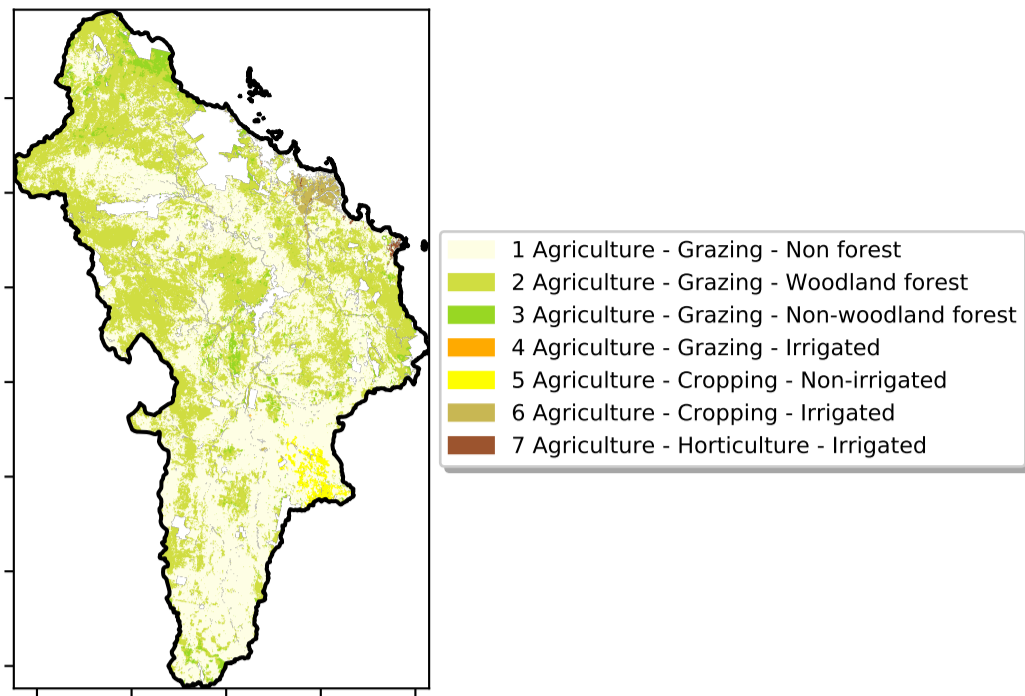 1 Agriculture - Grazing - Non forest
2 Agriculture - Grazing - Woodland forest
3 Agriculture - Grazing - Non-woodland forest
4 Agriculture - Grazing - Irrigated
5 Agriculture - Cropping - Non-irrigated
6 Agriculture - Cropping - Irrigated
7 Agriculture - Horticulture - Irrigated